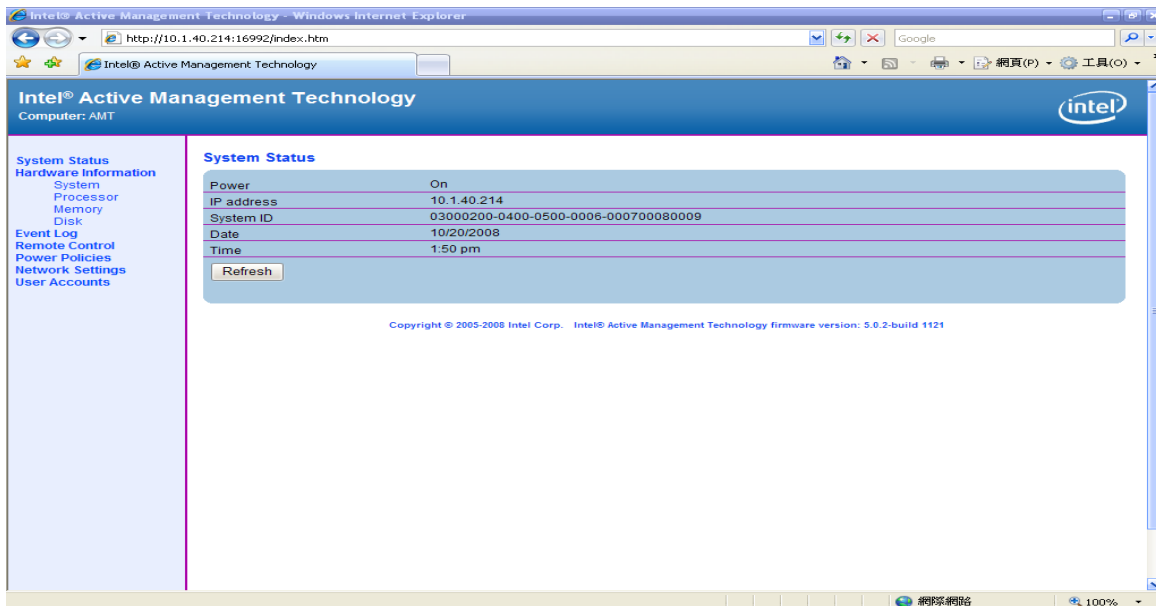 Intel® Active Management Technology - Windows Internet Explorer
http://10.1.40.214:16992/index.htm
Google
Intel® Active Management Technology
網頁(P)
工具(O)
Intel® Active Management Technology
Computer: AMT
intel
System Status
Hardware Information
System
Processor
Memory
Disk
Event Log
Remote Control
Power Policies
Network Settings
User Accounts
System Status
Power On
IP address 10.1.40.214
System ID 03000200-0400-0500-0006-000700080009
Date 10/20/2008
Time 1:50 pm
Refresh
Copyright © 2005-2008 Intel Corp. Intel® Active Management Technology firmware version: 5.0.2-build 1121
網際網路
100%